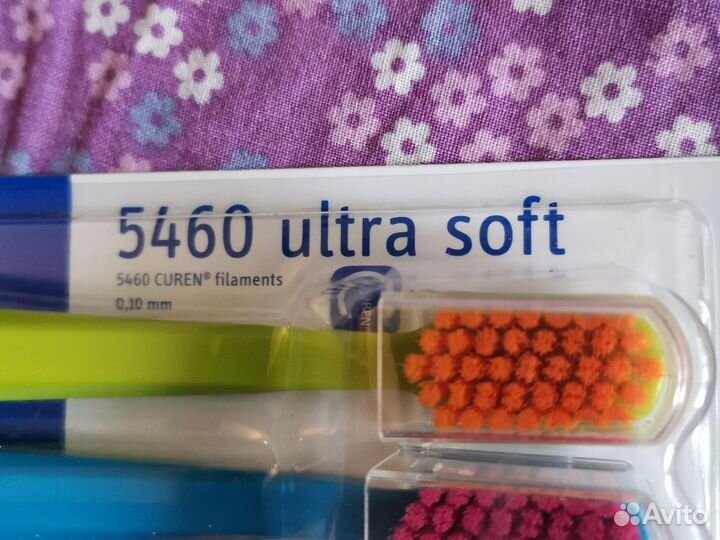 5460 ultra soft
5460 CUREN® filaments
0,10 mm
Avito